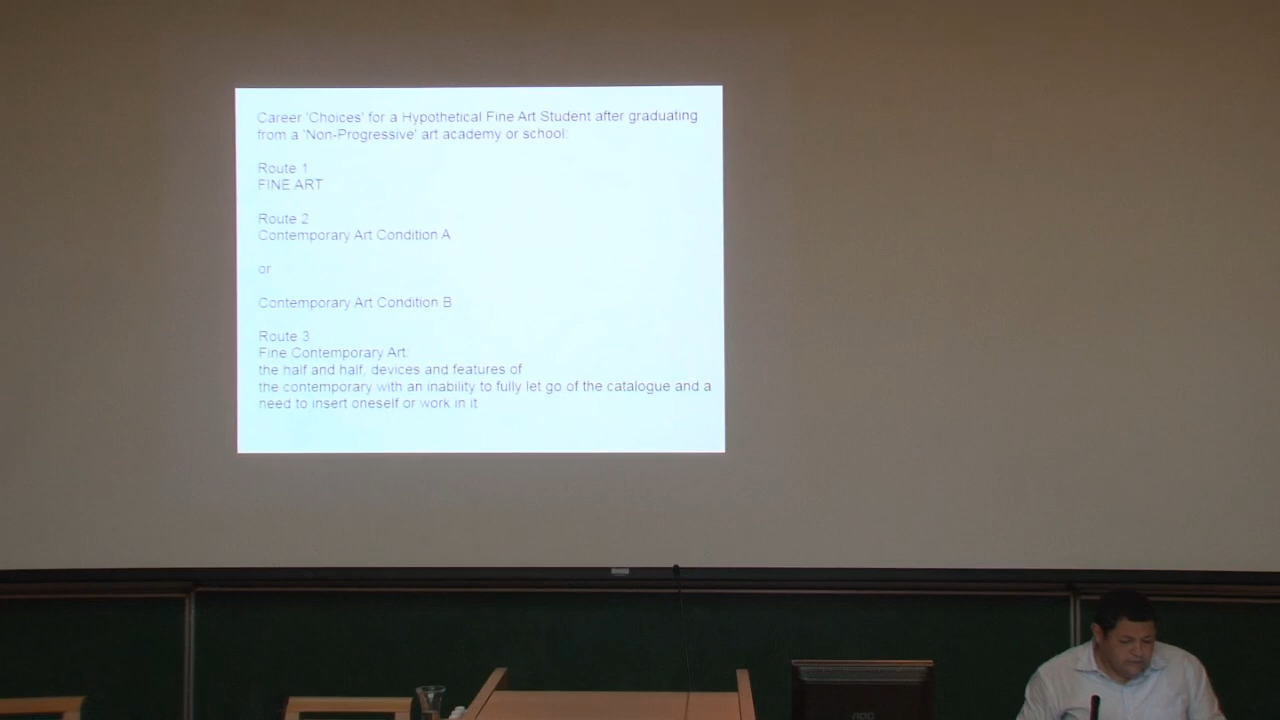 Career 'Choices' for a Hypothetical Fine Art Student after graduating
from a 'Non-Progressive' art academy or school:
Route 1
FINE ART
Route 2
Contemporary Art Condition A
or
Contemporary Art Condition B
Route 3
Fine Contemporary Art:
the half and half, devices and features of
the contemporary with an inability to fully let go of the catalogue and a
need to insert oneself or work in it
AOC